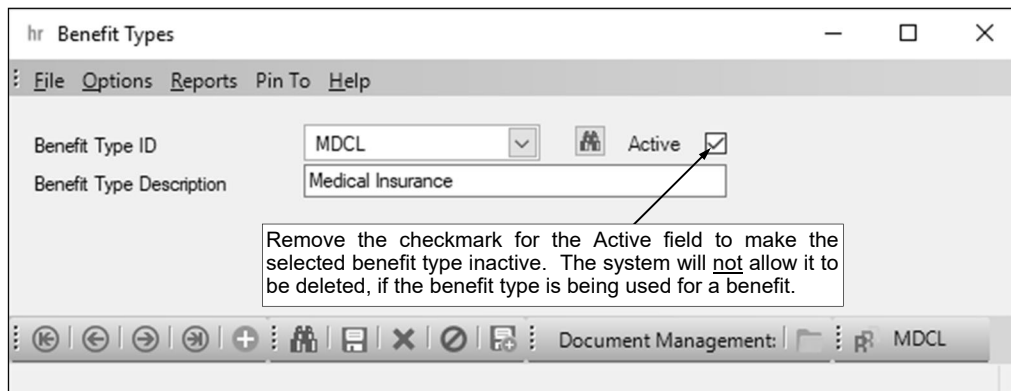 hr Benefit Types
File Options Reports Pin To Help
Benefit Type ID MDCL Active
Benefit Type Description Medical Insurance
Remove the checkmark for the Active field to make the
selected benefit type inactive. The system will not allow it to
be deleted, if the benefit type is being used for a benefit.
Document Management: MDCL